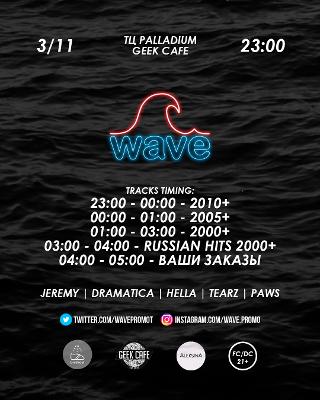 3/11
ТЦ PALLADIUM
GEEK CAFE
23:00
wave
TRACKS TIMING:
23:00 - 00:00 - 2010+
00:00 - 01:00 - 2005+
01:00 - 03:00 - 2000+
03:00 - 04:00 - RUSSIAN HITS 2000+
04:00 - 05:00 - ВАШИ ЗАКАЗЫ
JEREMY | DRAMATICA | HELLA | TEARZ | PAWS
TWITTER.COM/WAVEPROMOT
INSTAGRAM.COM/WAVE.PROMO
GEEK CAFE
FC/DC
21+